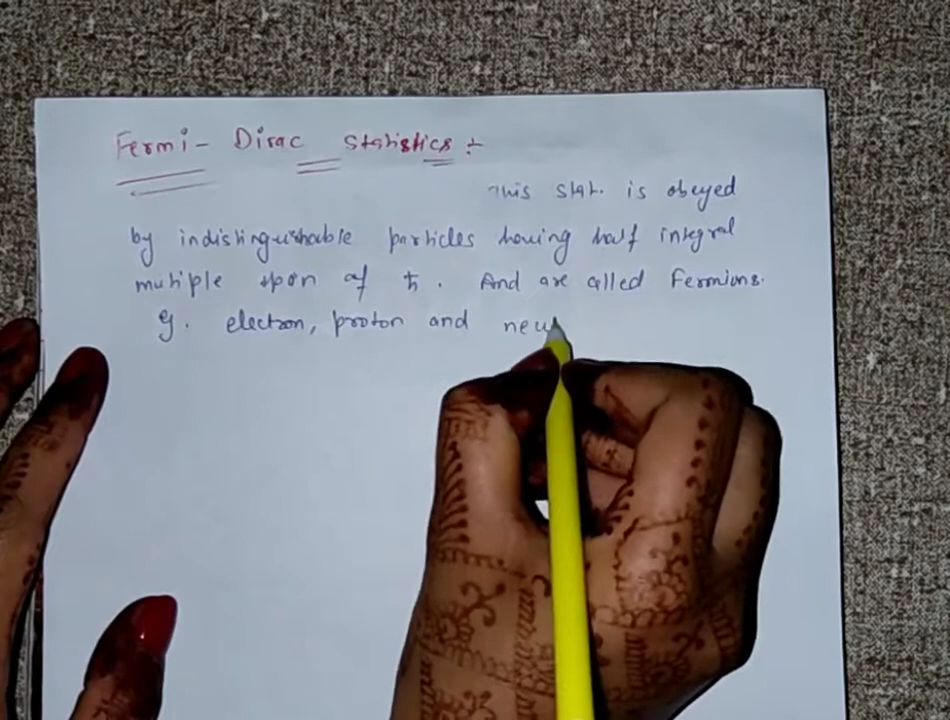 Fermi - Dirac Statistics :-
This stat. is obeyed
by indistinguishable particles having half integral
multiple spin of ħ. And are called Fermions.
eg. electron, proton and neu